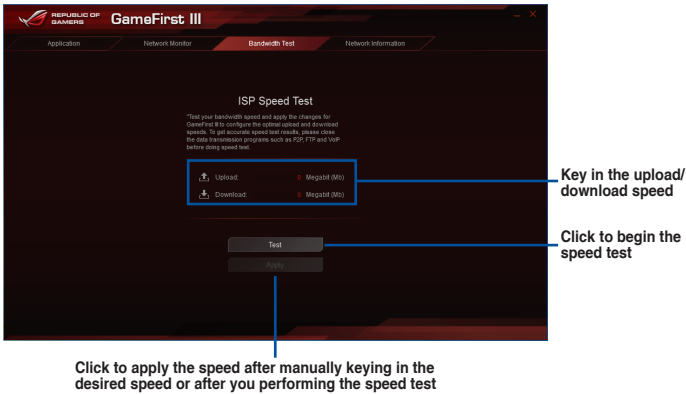 REPUBLIC OF
GAMERS
GameFirst III
Application
Network Monitor
Bandwidth Test
Network Information
ISP Speed Test
*Test your bandwidth speed and apply the changes for
GameFirst III to configure the optimal upload and download
speeds. To get accurate speed test results, please close
the data transmission programs such as P2P, FTP and VoIP
before doing speed test.
Upload: 0 Megabit (Mb)
Download: 0 Megabit (Mb)
Key in the upload/
download speed
Test
Click to begin the
speed test
Apply
Click to apply the speed after manually keying in the
desired speed or after you performing the speed test